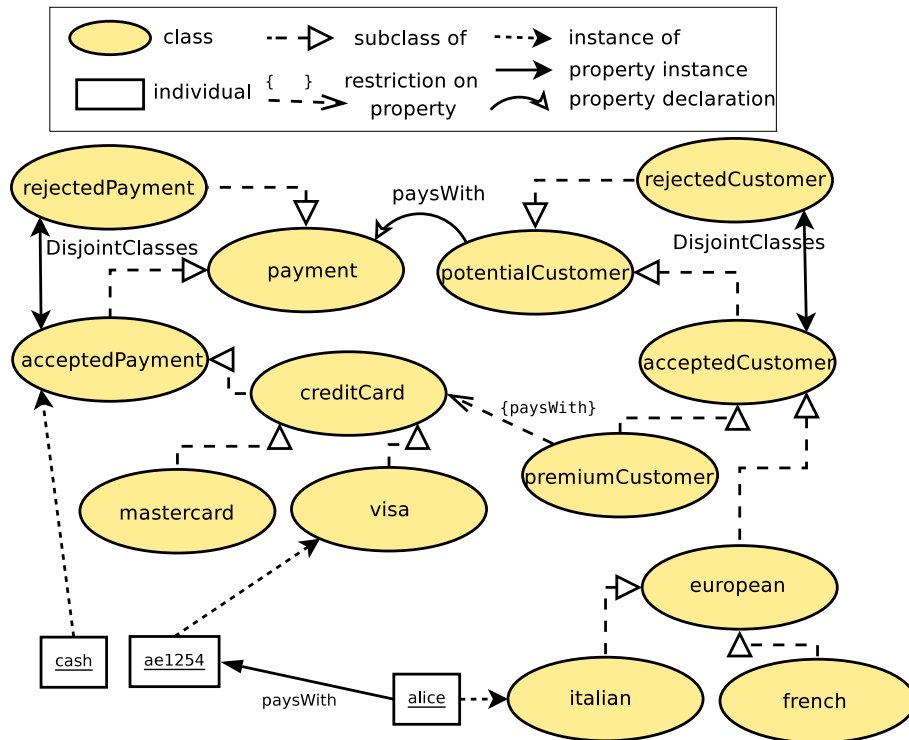 class
subclass of
instance of
individual
{ }
restriction on
property
property instance
property declaration
rejectedPayment
rejectedCustomer
paysWith
DisjointClasses
DisjointClasses
payment
potentialCustomer
acceptedPayment
acceptedCustomer
creditCard
{paysWith}
premiumCustomer
mastercard
visa
european
cash
ae1254
alice
paysWith
italian
french